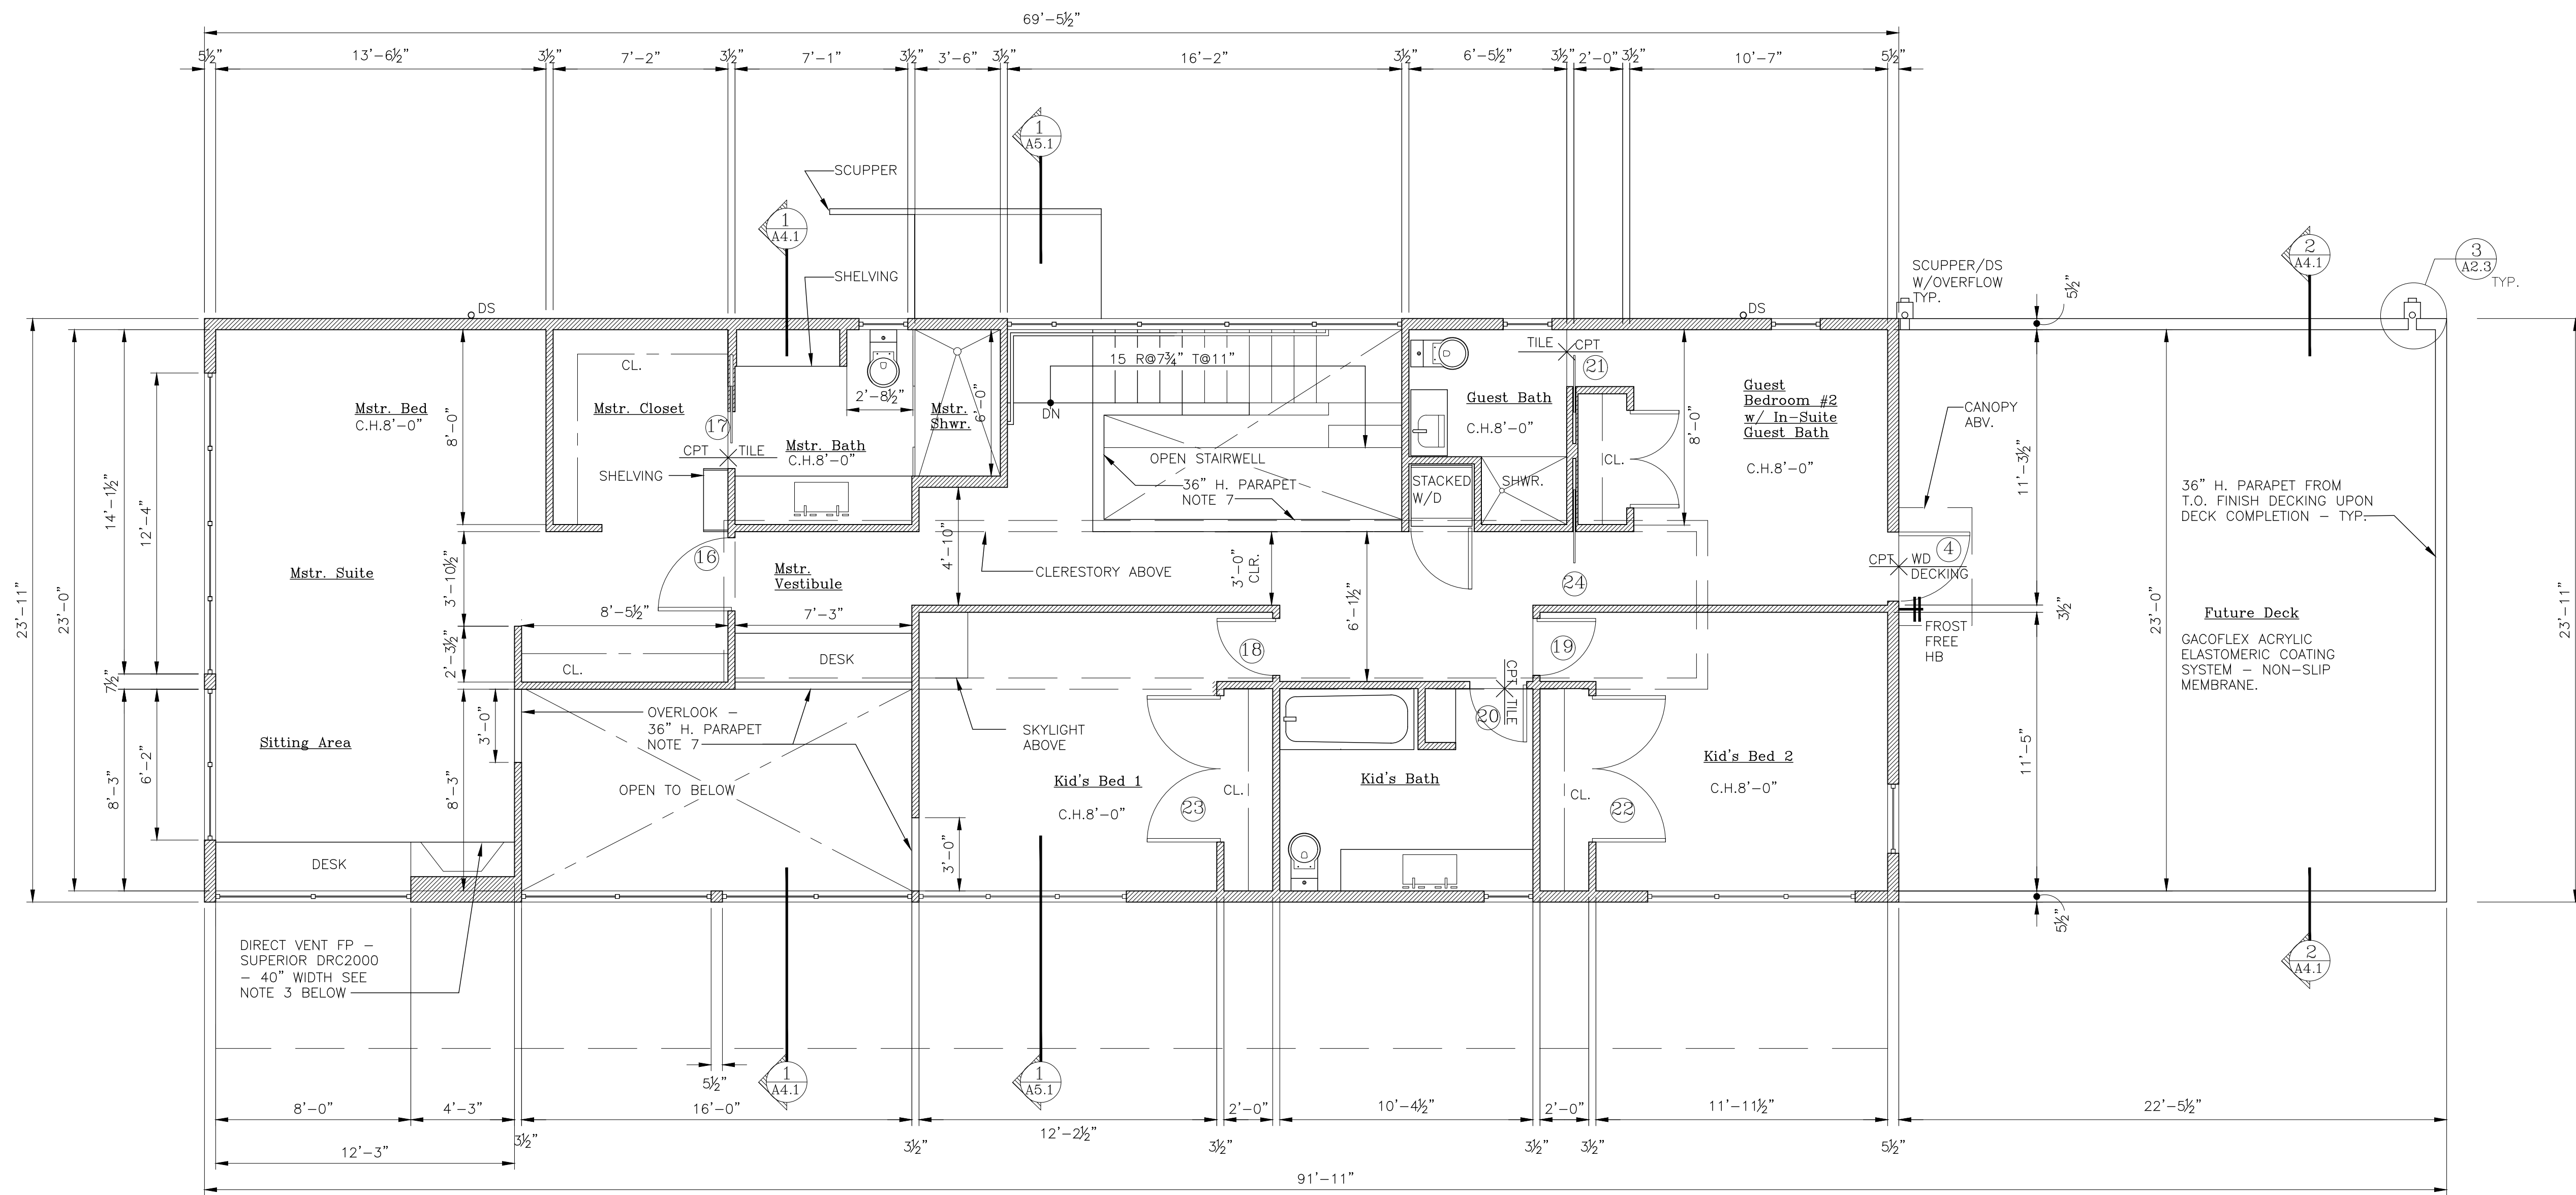 69'-5½"
5½"
13'-6½"
3½"
7'-2"
3½"
7'-1"
3½"
3'-6"
3½"
16'-2"
3½"
6'-5½"
3½"
2'-0"
3½"
10'-7"
5½"
1
A5.1
SCUPPER
1
A4.1
SHELVING
2
A4.1
3
A2.3
TYP.
SCUPPER/DS
W/OVERFLOW
TYP.
5½"
DS
DS
15 R@7¾" T@11"
DN
TILE
CPT
21
CL.
Mstr. Bed
C.H.8'-0"
8'-0"
Mstr. Closet
17
2'-8½"
Mstr.
Shwr.
6'-0"
Mstr. Bath
C.H.8'-0"
CPT
TILE
SHELVING
OPEN STAIRWELL
36" H. PARAPET
NOTE 7
Guest Bath
C.H.8'-0"
STACKED
W/D
SHWR.
CL.
8'-0"
Guest
Bedroom #2
w/ In-Suite
Guest Bath
C.H.8'-0"
CANOPY
ABV.
11'-3½"
36" H. PARAPET FROM
T.O. FINISH DECKING UPON
DECK COMPLETION - TYP.
14'-1½"
12'-4"
23'-11"
23'-0"
Mstr. Suite
3'-10½"
16
Mstr.
Vestibule
4'-10"
CLERESTORY ABOVE
3'-0"
CLR.
6'-1½"
24
4
CPT
WD
DECKING
3½"
23'-0"
Future Deck
GACOFLEX ACRYLIC
ELASTOMERIC COATING
SYSTEM - NON-SLIP
MEMBRANE.
23'-11"
FROST
FREE
HB
8'-5½"
7'-3"
2'-3½"
CL.
DESK
18
19
7½"
8'-3"
6'-2"
Sitting Area
3'-0"
8'-3"
OVERLOOK -
36" H. PARAPET
NOTE 7
OPEN TO BELOW
SKYLIGHT
ABOVE
Kid's Bed 1
C.H.8'-0"
3'-0"
23
CL.
Kid's Bath
20
CPT
TILE
CL.
22
Kid's Bed 2
C.H.8'-0"
11'-5"
5½"
DESK
DIRECT VENT FP -
SUPERIOR DRC2000
- 40" WIDTH SEE
NOTE 3 BELOW
2
A4.1
5½"
1
A4.1
1
A5.1
8'-0"
4'-3"
3½"
16'-0"
3½"
12'-2½"
3½"
2'-0"
10'-4½"
3½"
2'-0"
3½"
11'-11½"
5½"
22'-5½"
12'-3"
91'-11"